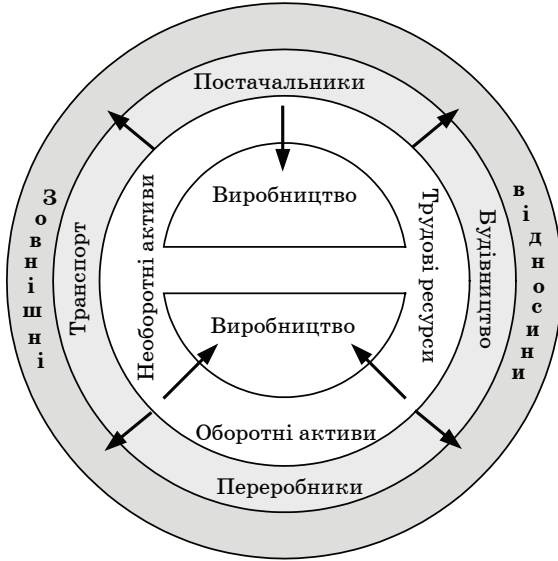 Постачальники
Зовнішні
відносини
Транспорт
Необоротні активи
Виробництво
Трудові ресурси
Будівництво
Виробництво
Оборотні активи
Переробники